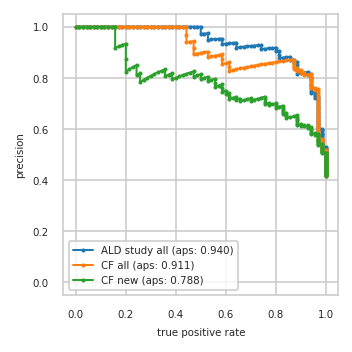 1.0
0.8
0.6
0.4
0.2
0.0
precision
ALD study all (aps: 0.940)
CF all (aps: 0.911)
CF new (aps: 0.788)
0.0 0.2 0.4 0.6 0.8 1.0
true positive rate